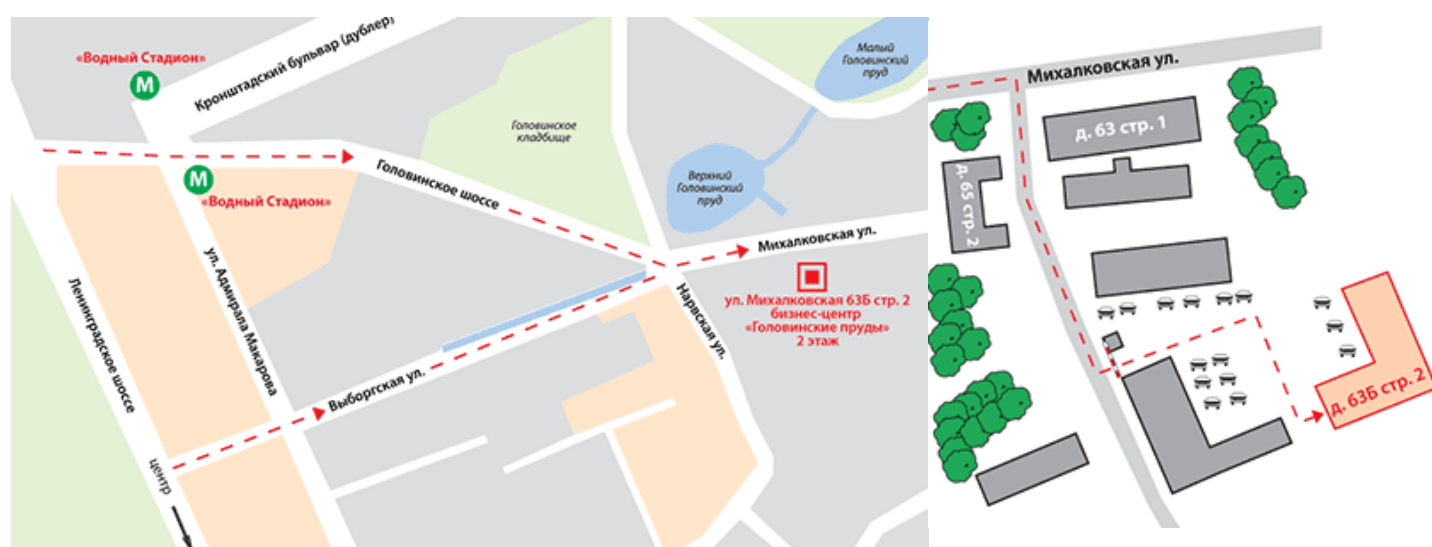 «Водный Стадион»
М
Кронштадский бульвар (дублер)
Малый
Головинский
пруд
Головинское
кладбище
Головинское шоссе
Верхний
Головинский
пруд
М
«Водный Стадион»
Михалковская ул.
ул. Михалковская 63Б стр. 2
бизнес-центр
«Головинские пруды»
2 этаж
Ленинградское шоссе
ул. Адмирала Макарова
Нарвская ул.
Выборгская ул.
центр
Михалковская ул.
д. 63 стр. 1
д. 65 стр. 2
д. 63Б стр. 2